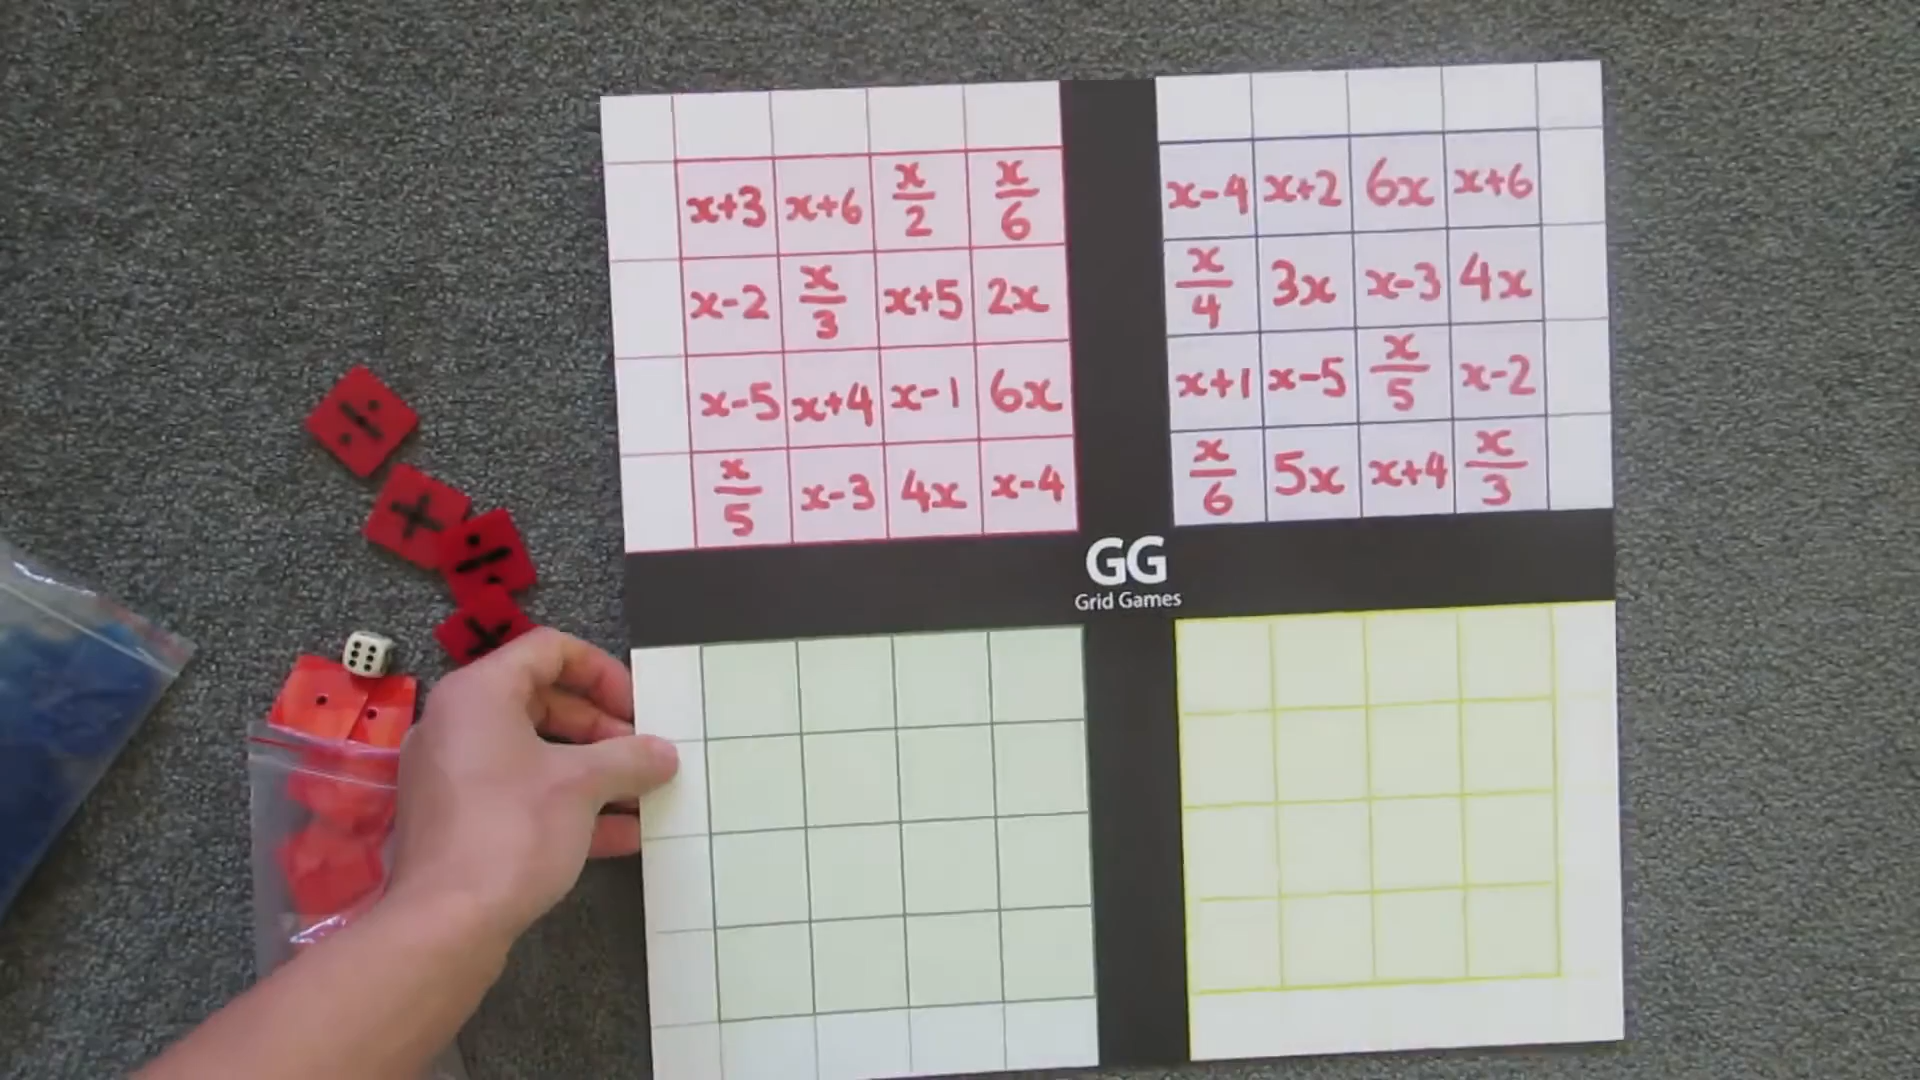 x+3 x+6 x/2 x/6
x-2 x/3 x+5 2x
x-5 x+4 x-1 6x
x/5 x-3 4x x-4
x-4 x+2 6x x+6
x/4 3x x-3 4x
x+1 x-5 x/5 x-2
x/6 5x x+4 x/3
GG
Grid Games
÷
+
÷
×